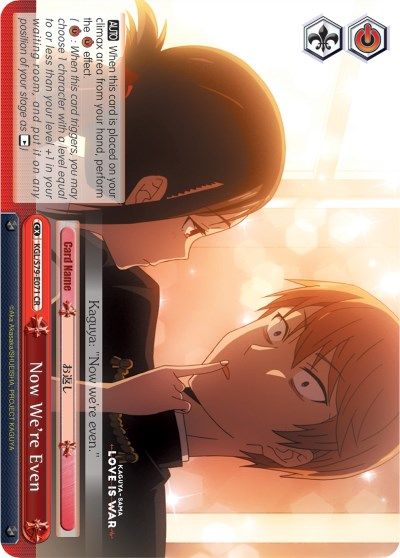 [AUTO] When this card is placed on your
climax area from your hand, perform
the effect.
( : When this card triggers, you may
choose 1 character with a level equal
to or less than your level +1 in your
waiting room, and put it on any
position of your stage as )
Kaguya: "Now we're even."
KAGUYA-SAMA
LOVE IS WAR
Card Name
お返し
CX
KGL/S79-E071 CR
Now We're Even
©Aka Akasaka/SHUEISHA, PROJECT KAGUYA